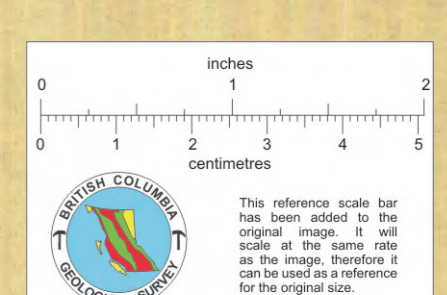 inches
0 1 2
0 1 2 3 4 5
centimetres
BRITISH COLUMBIA
GEOLOGICAL SURVEY
This reference scale bar
has been added to the
original image. It will
scale at the same rate
as the image, therefore it
can be used as a reference
for the original size.